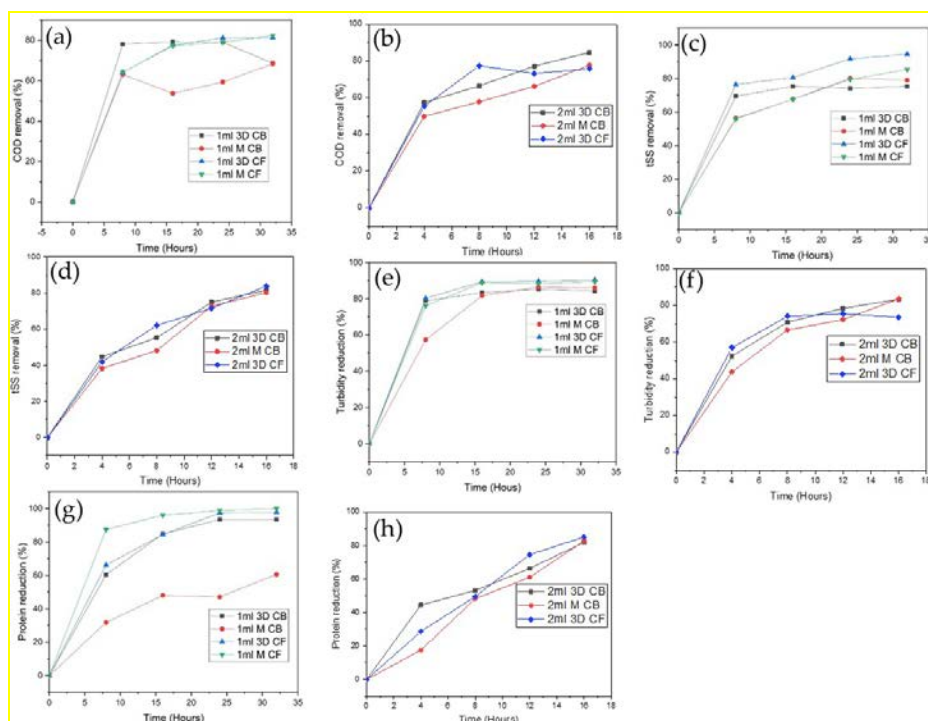 (a)
COD removal (%)
80
60
40
20
0
1ml 3D CB
1ml M CB
1ml 3D CF
1ml M CF
-5 0 5 10 15 20 25 30 35
Time (Hours)
(b)
COD removal (%)
100
80
60
40
20
0
2ml 3D CB
2ml M CB
2ml 3D CF
0 2 4 6 8 10 12 14 16 18
Time (Hours)
(c)
tSS removal (%)
100
80
60
40
20
0
1ml 3D CB
1ml M CB
1ml 3D CF
1ml M CF
0 5 10 15 20 25 30 35
Time (Hours)
(d)
tSS removal (%)
100
80
60
40
20
0
2ml 3D CB
2ml M CB
2ml 3D CF
0 2 4 6 8 10 12 14 16 18
Time (Hours)
(e)
Turbidity reduction (%)
100
80
60
40
20
0
1ml 3D CB
1ml M CB
1ml 3D CF
1ml M CF
0 5 10 15 20 25 30 35
Time (Hous)
(f)
Turbidity reduction (%)
100
80
60
40
20
0
2ml 3D CB
2ml M CB
2ml 3D CF
0 2 4 6 8 10 12 14 16 18
Time (Hours)
(g)
Protein reduction (%)
100
80
60
40
20
0
1ml 3D CB
1ml M CB
1ml 3D CF
1ml M CF
0 5 10 15 20 25 30 35
Time (Hours)
(h)
Protein reduction (%)
100
80
60
40
20
0
2ml 3D CB
2ml M CB
2ml 3D CF
0 2 4 6 8 10 12 14 16 18
Time (Hours)